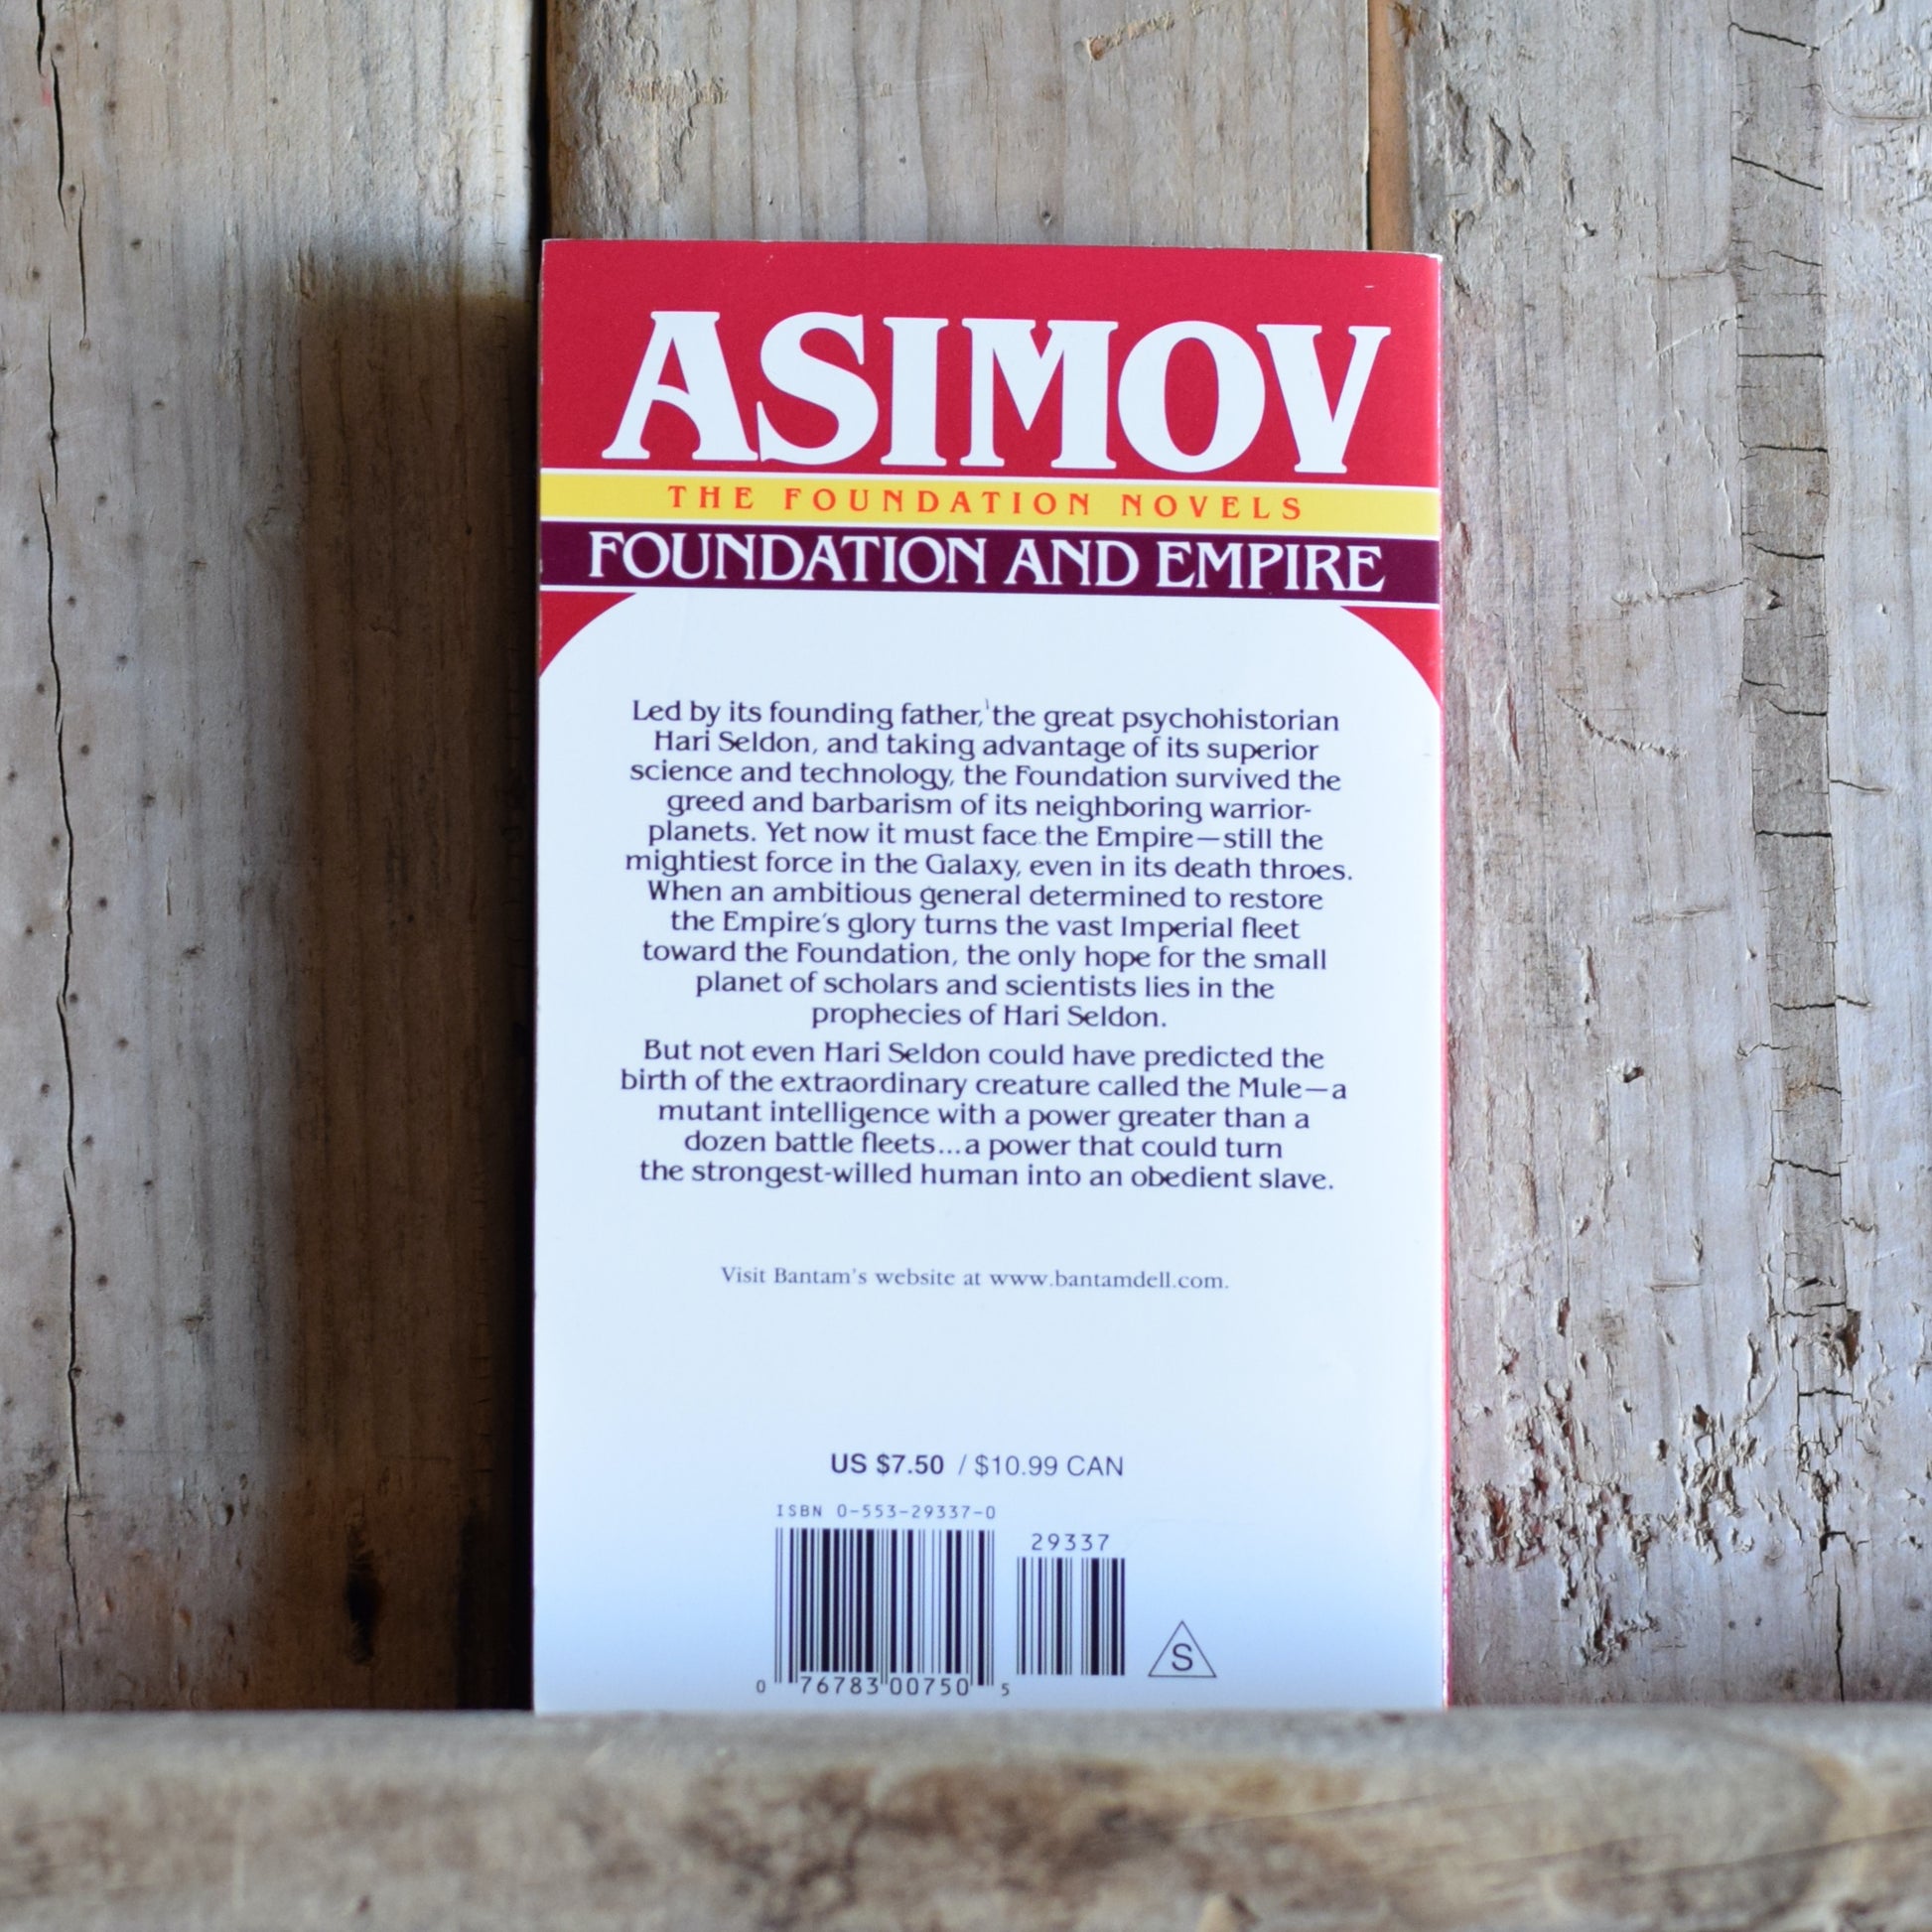 ASIMOV
THE FOUNDATION NOVELS
FOUNDATION AND EMPIRE
Led by its founding father, the great psychohistorian
Hari Seldon, and taking advantage of its superior
science and technology, the Foundation survived the
greed and barbarism of its neighboring warrior-
planets. Yet now it must face the Empire—still the
mightiest force in the Galaxy, even in its death throes.
When an ambitious general determined to restore
the Empire's glory turns the vast Imperial fleet
toward the Foundation, the only hope for the small
planet of scholars and scientists lies in the
prophecies of Hari Seldon.
But not even Hari Seldon could have predicted the
birth of the extraordinary creature called the Mule—a
mutant intelligence with a power greater than a
dozen battle fleets...a power that could turn
the strongest-willed human into an obedient slave.
Visit Bantam's website at www.bantamdell.com.
US $7.50 / $10.99 CAN
ISBN 0-553-29337-0
29337
0 76783 00750 5
S